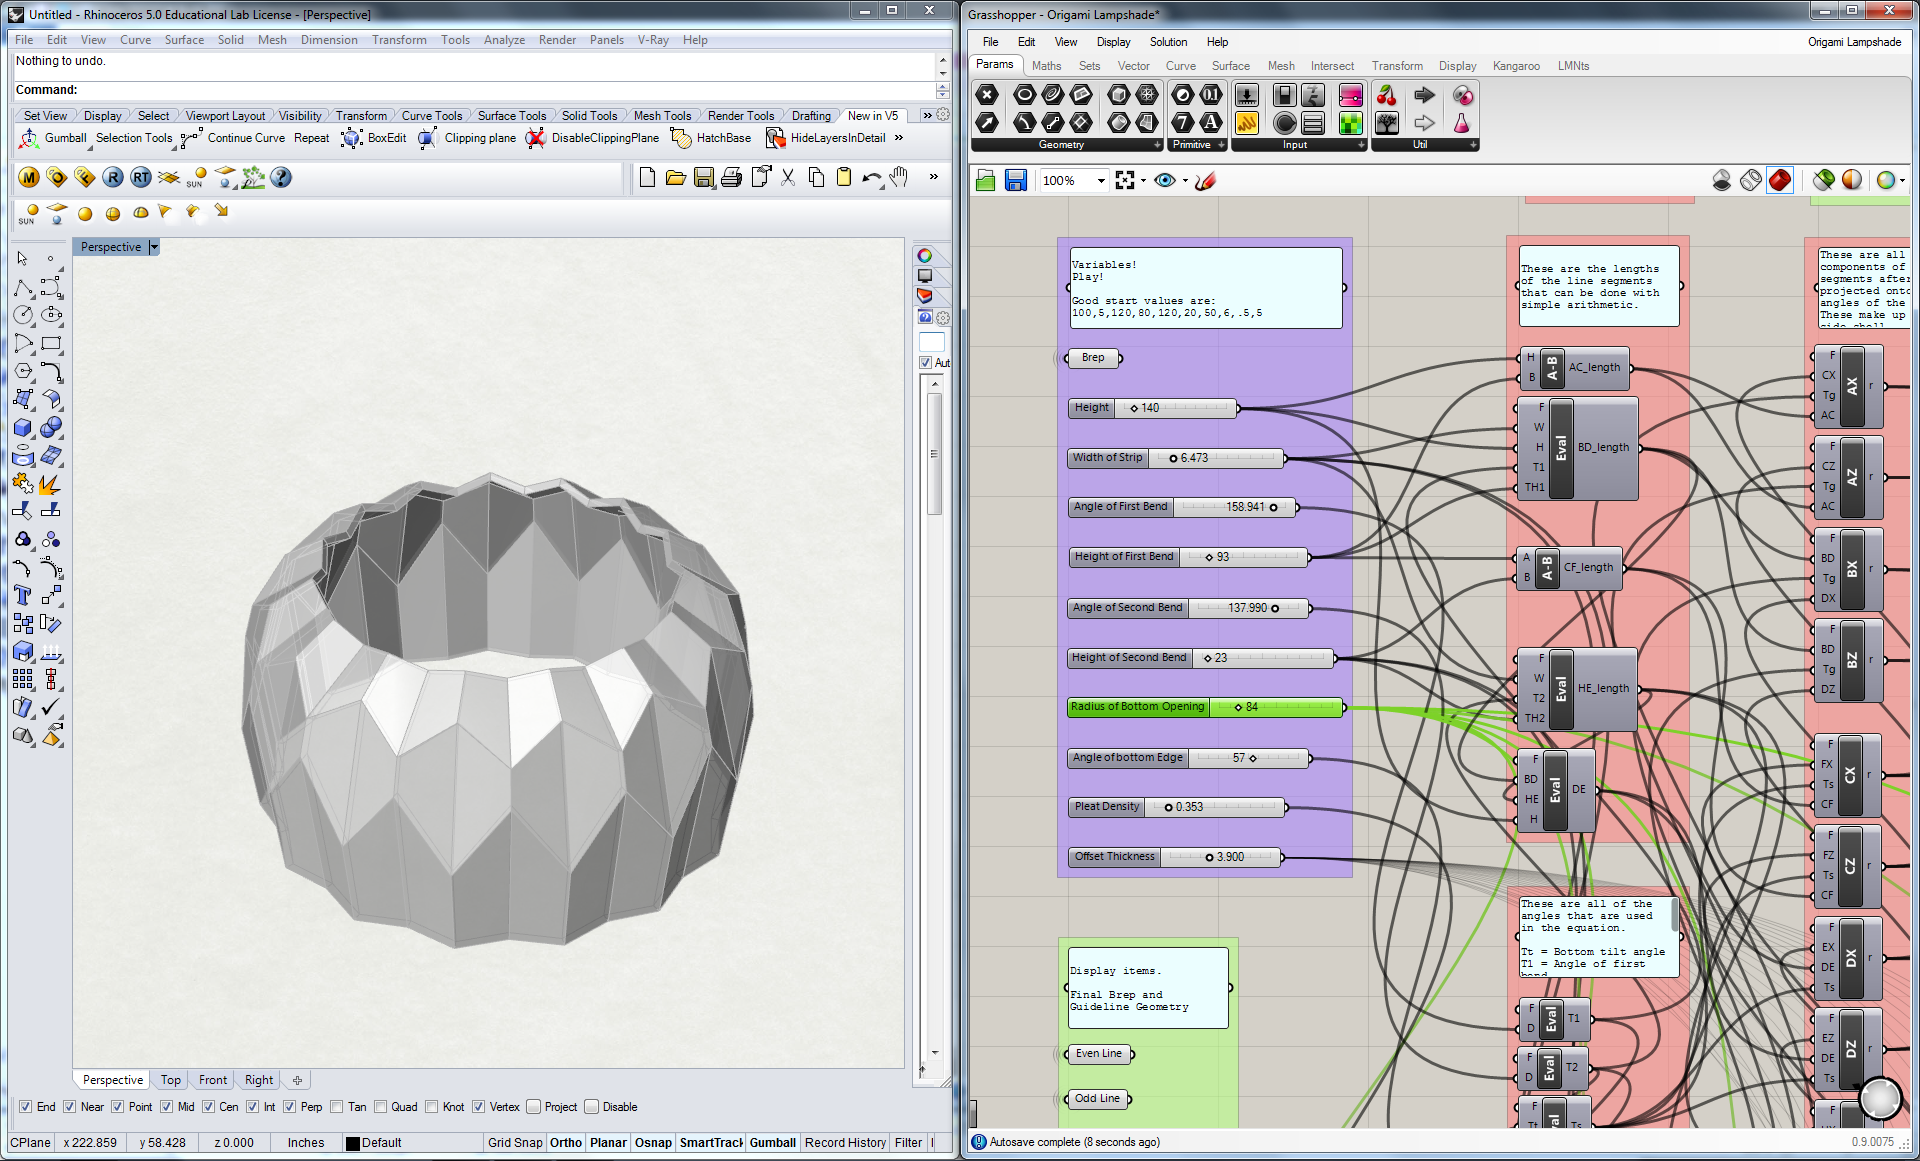 Untitled - Rhinoceros 5.0 Educational Lab License - [Perspective]
File Edit View Curve Surface Solid Mesh Dimension Transform Tools Analyze Render Panels V-Ray Help
Nothing to undo.
Command:
Set View Display Select Viewport Layout Visibility Transform Curve Tools Surface Tools Solid Tools Mesh Tools Render Tools Drafting New in V5 »
Gumball Selection Tools Continue Curve Repeat BoxEdit Clipping plane DisableClippingPlane HatchBase HideLayersInDetail »
M R RT SUN ? »
SUN
Perspective
Aut
Perspective Top Front Right
End Near Point Mid Cen Int Perp Tan Quad Knot Vertex Project Disable
CPlane x 222.859 y 58.428 z 0.000 Inches Default Grid Snap Ortho Planar Osnap SmartTrack Gumball Record History Filter
Grasshopper - Origami Lampshade*
File Edit View Display Solution Help Origami Lampshade
Params Maths Sets Vector Curve Surface Mesh Intersect Transform Display Kangaroo LMNts
Geometry Primitive Input Util
100%
Variables!
Play!
Good start values are:
100,5,120,80,120,20,50,6,.5,5
Brep
Height 140
Width of Strip 6.473
Angle of First Bend 158.941
Height of First Bend 93
Angle of Second Bend 137.990
Height of Second Bend 23
Radius of Bottom Opening 84
Angle of bottom Edge 57
Pleat Density 0.353
Offset Thickness 3.900
Display items.
Final Brep and
Guideline Geometry
Even Line
Odd Line
These are the lengths
of the line segments
that can be done with
simple arithmetic.
H B A-B AC_length
F W H T1 TH1 Eval BD_length
A B A-B CF_length
F W T2 TH2 Eval HE_length
F BD HE H Eval DE
These are all of the
angles that are used
in the equation.
Tt = Bottom tilt angle
T1 = Angle of first
bend
F D Eval T1
F D Eval T2
F Tt Ts
These are all
components of
segments after
projected onto
angles of the
These make up
side shell
F CX Tg AC AX r
F CZ Tg AC AZ r
F BD Tg DX BX r
F BD Tg DZ BZ r
F FX Ts CF CX r
F FZ Ts CF CZ r
F EX DE Ts DX r
F EZ DE Ts DZ r
F
Autosave complete (8 seconds ago)
0.9.0075